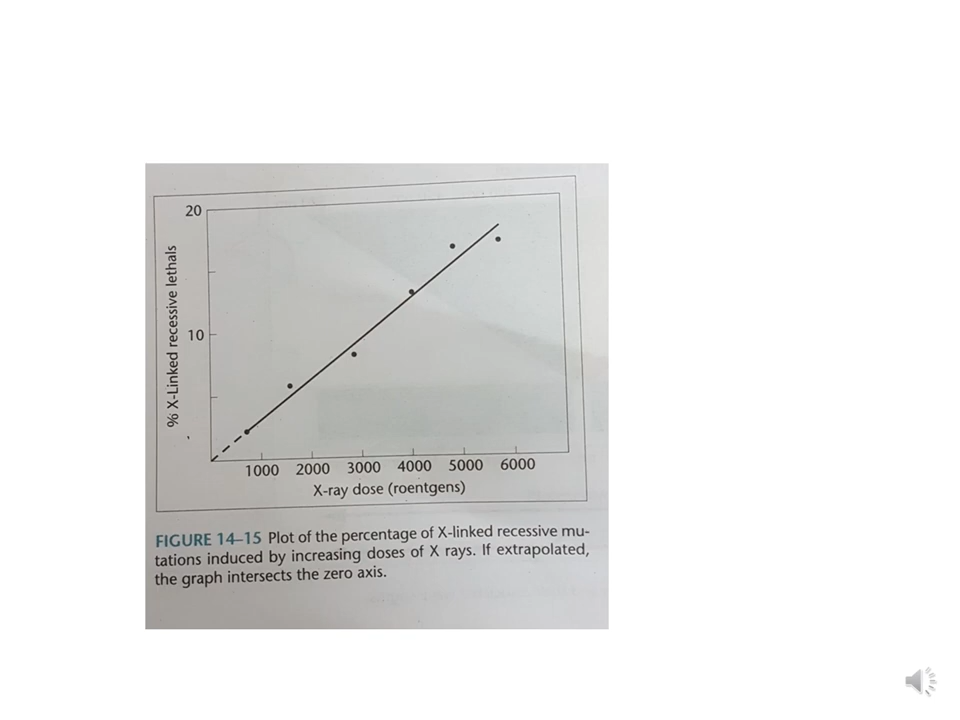 20
10
% X-Linked recessive lethals
1000 2000 3000 4000 5000 6000
X-ray dose (roentgens)
FIGURE 14–15 Plot of the percentage of X-linked recessive mu-
tations induced by increasing doses of X rays. If extrapolated,
the graph intersects the zero axis.